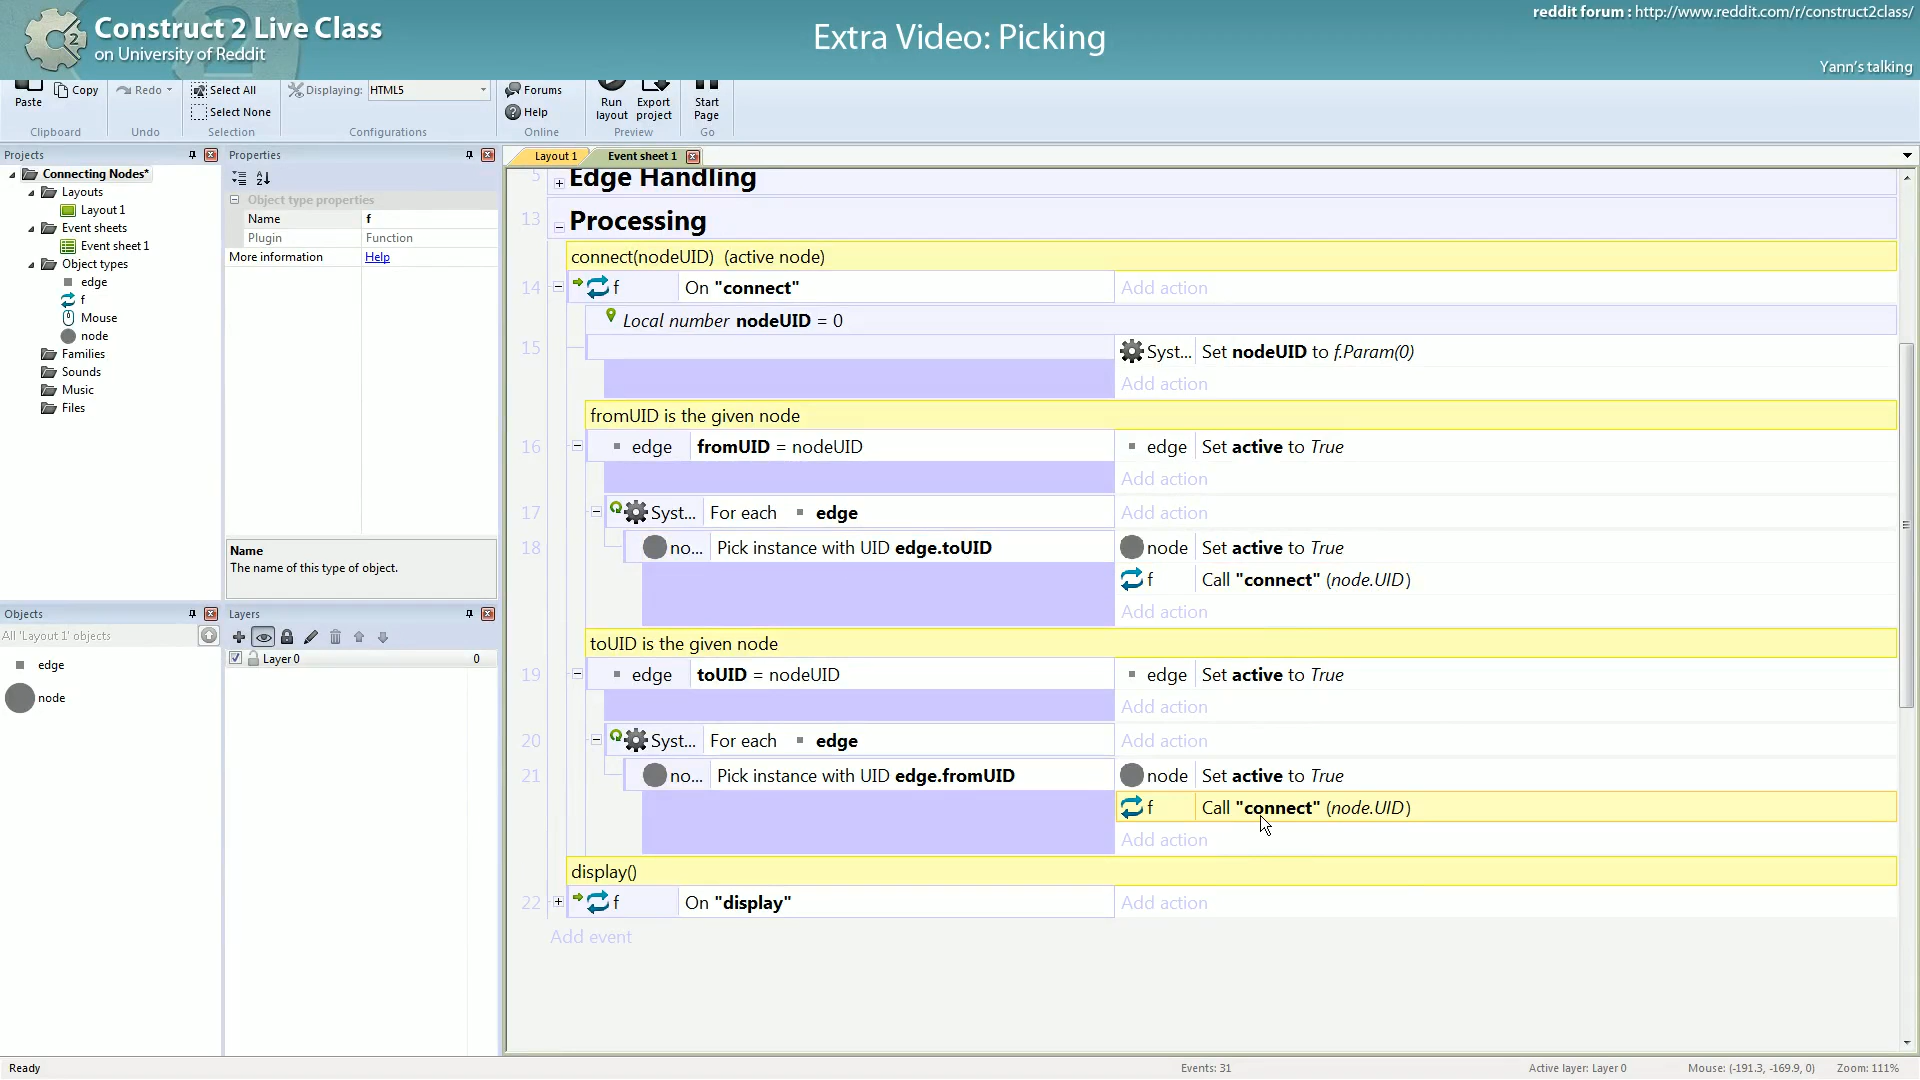 Construct 2 Live Class
on University of Reddit
2
Extra Video: Picking
reddit forum : http://www.reddit.com/r/construct2class/
Yann's talking
Paste
Copy
Clipboard
Redo
Undo
Select All
Select None
Selection
Displaying: HTML5
Configurations
Forums
Help
Online
Run layout
Export project
Preview
Start Page
Go
Projects
Connecting Nodes*
Layouts
Layout 1
Event sheets
Event sheet 1
Object types
edge
f
Mouse
node
Families
Sounds
Music
Files
Properties
Object type properties
Name f
Plugin Function
More information Help
Name
The name of this type of object.
Objects
All 'Layout 1' objects
edge
node
Layers
Layer 0 0
Layout 1 Event sheet 1
5 Edge Handling
13 Processing
connect(nodeUID) (active node)
14 f On "connect" Add action
Local number nodeUID = 0
15 Syst... Set nodeUID to f.Param(0)
Add action
fromUID is the given node
16 edge fromUID = nodeUID edge Set active to True
Add action
17 Syst... For each edge Add action
18 no... Pick instance with UID edge.toUID node Set active to True
f Call "connect" (node.UID)
Add action
toUID is the given node
19 edge toUID = nodeUID edge Set active to True
Add action
20 Syst... For each edge Add action
21 no... Pick instance with UID edge.fromUID node Set active to True
f Call "connect" (node.UID)
Add action
display()
22 f On "display" Add action
Add event
Ready
Events: 31
Active layer: Layer 0
Mouse: (-191.3, -169.9, 0)
Zoom: 111%